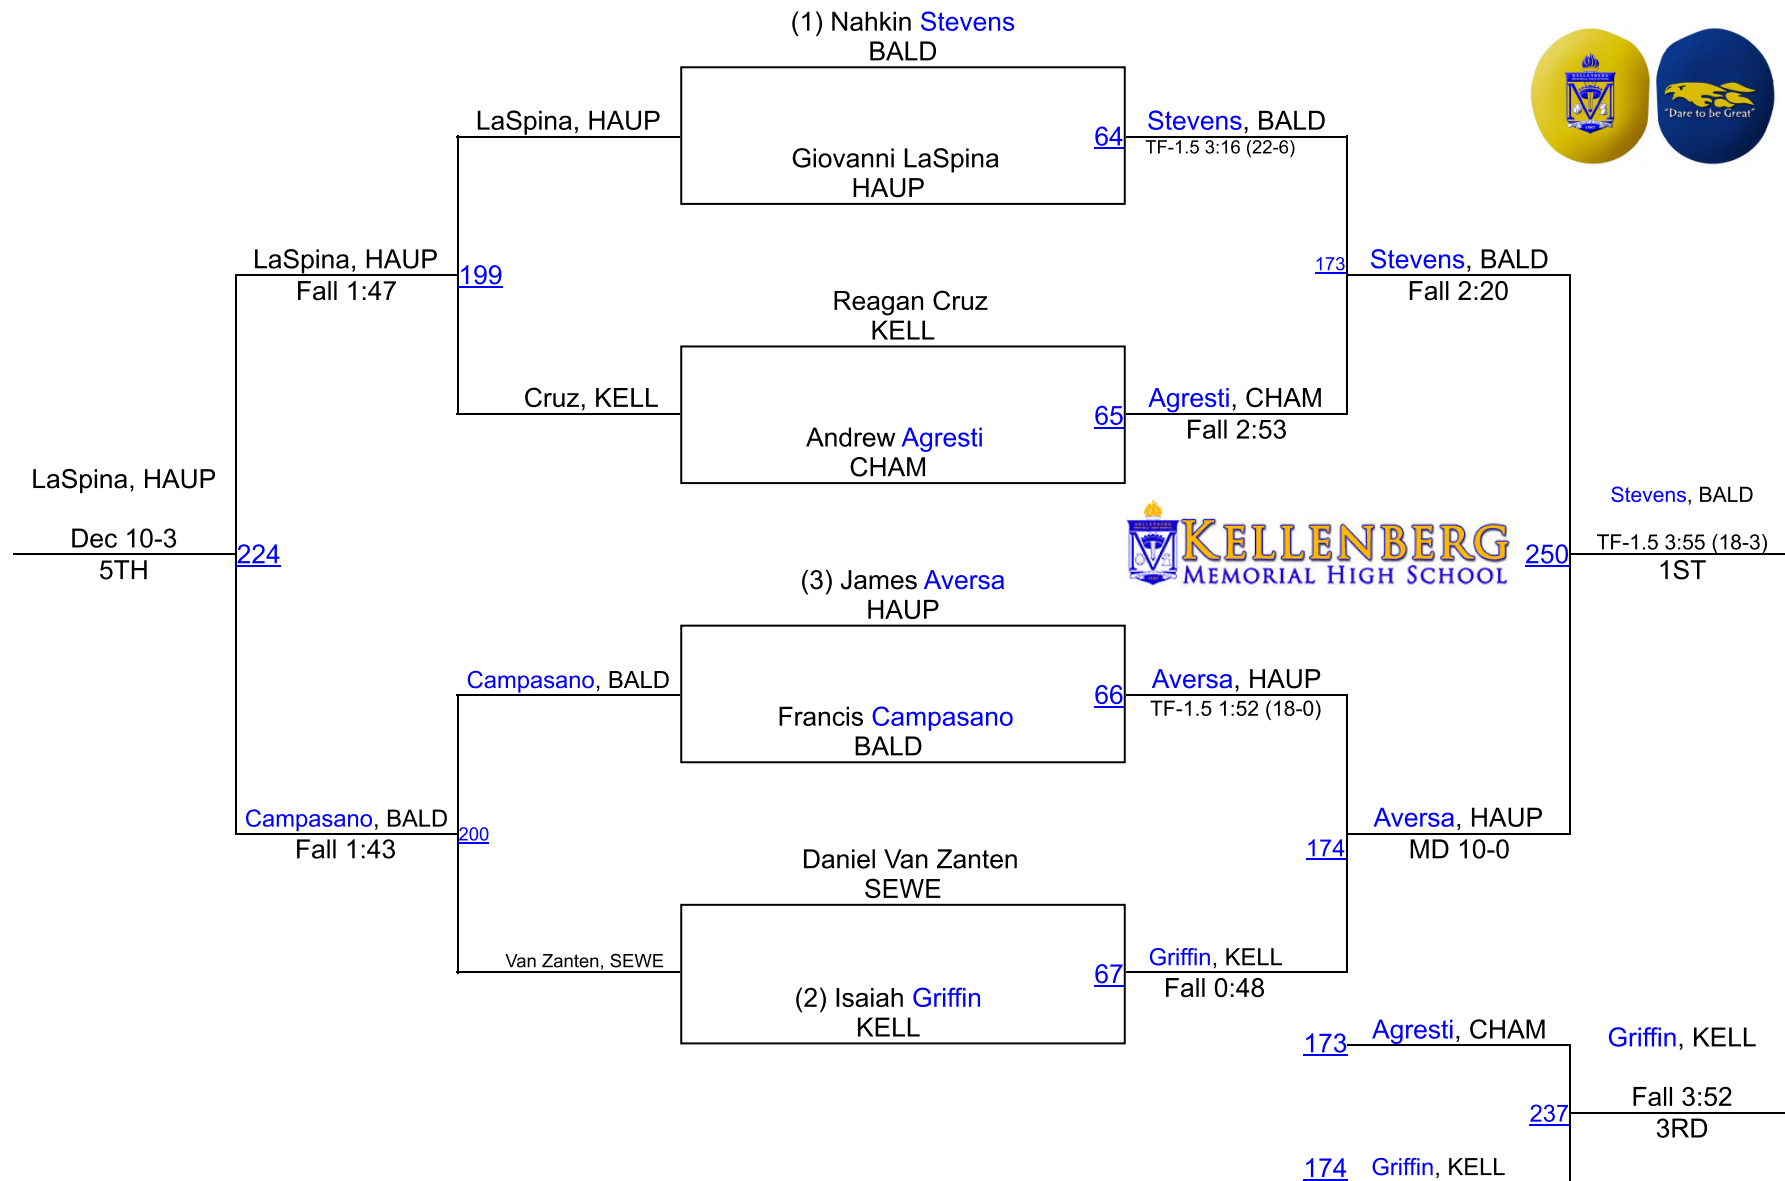 (1) Nahkin Stevens
BALD
LaSpina, HAUP
64
Stevens, BALD
TF-1.5 3:16 (22-6)
Giovanni LaSpina
HAUP
"Dare to be Great"
LaSpina, HAUP
Fall 1:47
199
173
Stevens, BALD
Fall 2:20
Reagan Cruz
KELL
Cruz, KELL
65
Agresti, CHAM
Fall 2:53
Andrew Agresti
CHAM
LaSpina, HAUP
Dec 10-3
5TH
224
KELLENBERG
MEMORIAL HIGH SCHOOL
250
Stevens, BALD
TF-1.5 3:55 (18-3)
1ST
(3) James Aversa
HAUP
Campasano, BALD
66
Aversa, HAUP
TF-1.5 1:52 (18-0)
Francis Campasano
BALD
Campasano, BALD
Fall 1:43
200
174
Aversa, HAUP
MD 10-0
Daniel Van Zanten
SEWE
Van Zanten, SEWE
67
Griffin, KELL
Fall 0:48
(2) Isaiah Griffin
KELL
173
Agresti, CHAM
Griffin, KELL
237
Fall 3:52
3RD
174
Griffin, KELL